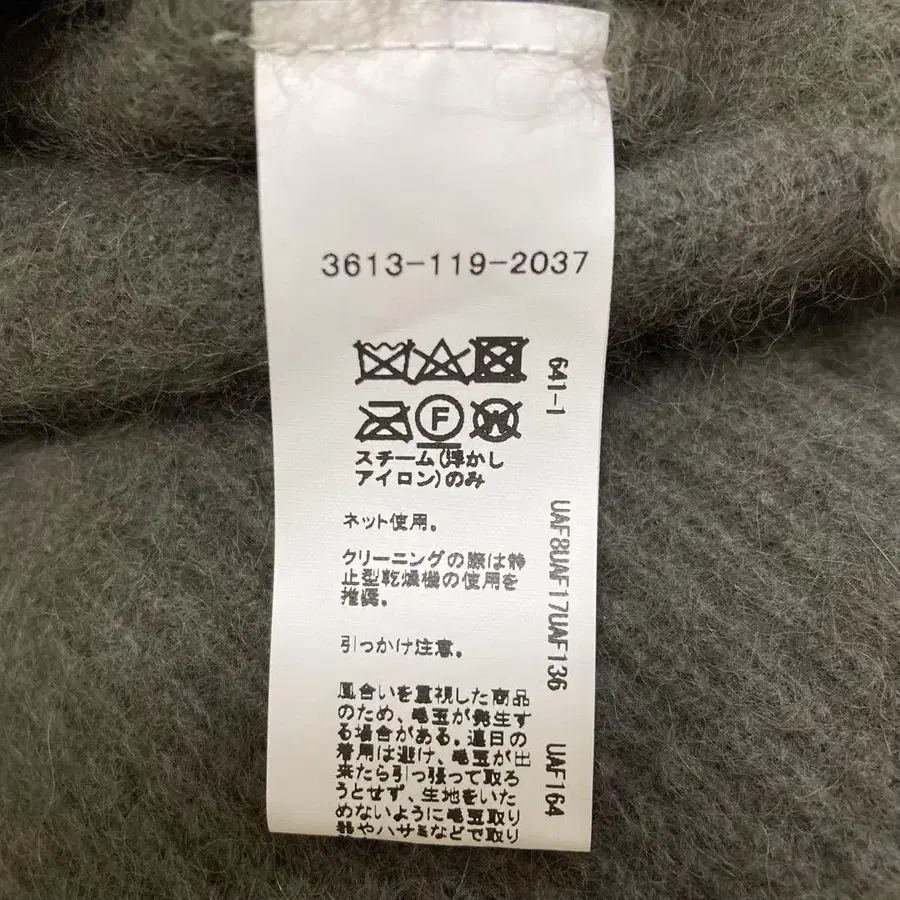 3613-119-2037
F
W
スチーム(浮かし
アイロン)のみ
ネット使用。
クリーニングの際は静
止型乾燥機の使用を
推奨。
引っかけ注意。
風合いを重視した商品
のため、毛玉が発生す
る場合がある。連日の
着用は避け、毛玉が出
来たら引っ張って取ろ
うとせず、生地をいた
めないように毛玉取り
器やハサミなどで取り
641-1
UAF8UAF17UAF136
UAF164